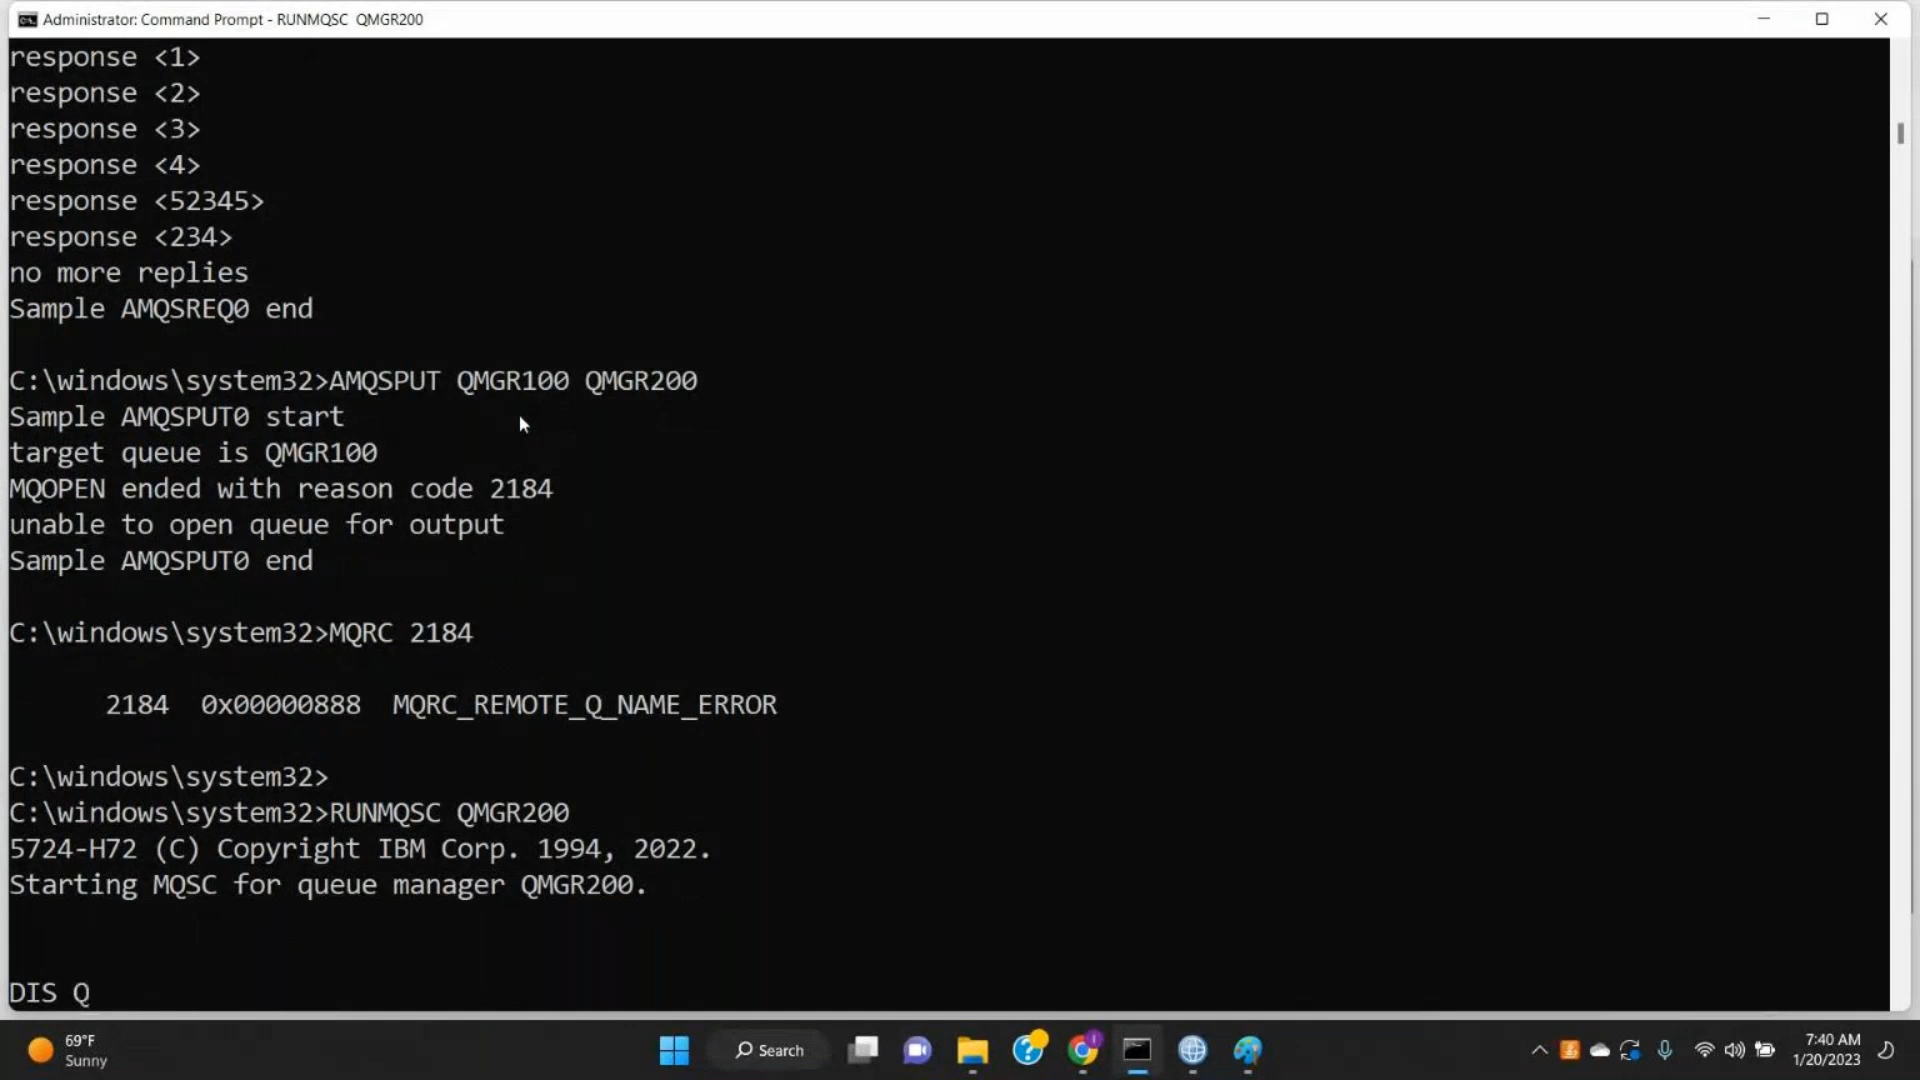 Administrator: Command Prompt - RUNMQSC QMGR200
response <1>
response <2>
response <3>
response <4>
response <52345>
response <234>
no more replies
Sample AMQSREQ0 end
C:\windows\system32>AMQSPUT QMGR100 QMGR200
Sample AMQSPUT0 start
target queue is QMGR100
MQOPEN ended with reason code 2184
unable to open queue for output
Sample AMQSPUT0 end
C:\windows\system32>MQRC 2184
2184 0x00000888 MQRC_REMOTE_Q_NAME_ERROR
C:\windows\system32>
C:\windows\system32>RUNMQSC QMGR200
5724-H72 (C) Copyright IBM Corp. 1994, 2022.
Starting MQSC for queue manager QMGR200.
DIS Q
69°F
Sunny
Search
7:40 AM
1/20/2023